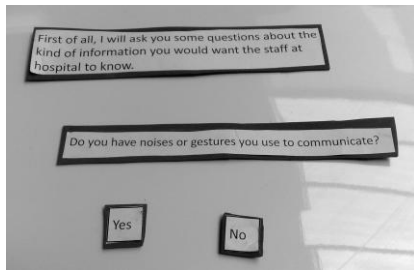 First of all, I will ask you some questions about the
kind of information you would want the staff at
hospital to know.
Do you have noises or gestures you use to communicate?
Yes
No